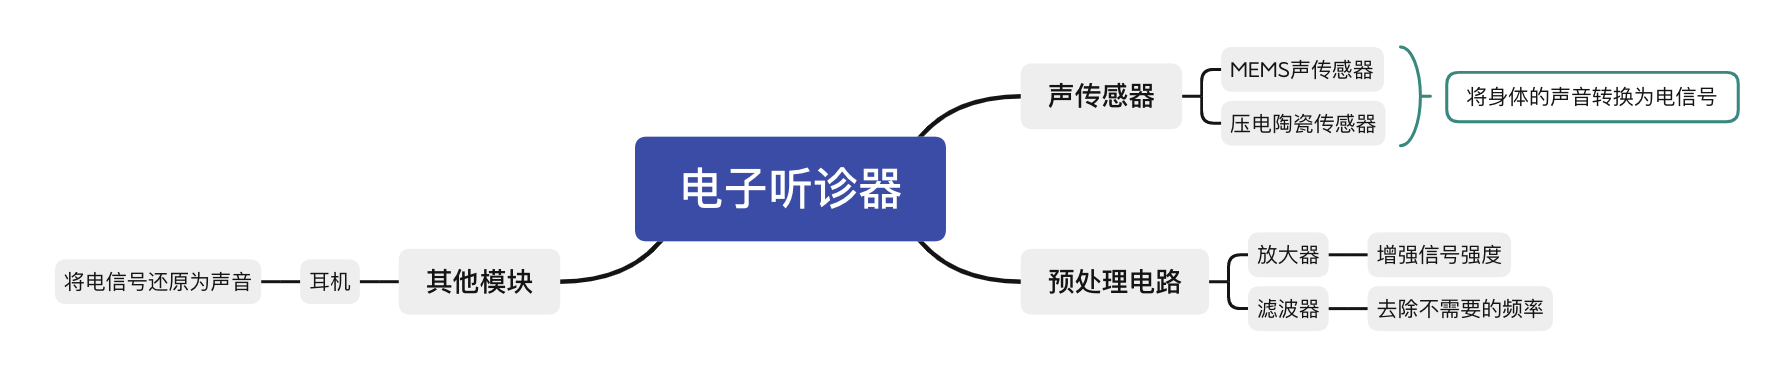 电子听诊器
声传感器
MEMS声传感器
压电陶瓷传感器
将身体的声音转换为电信号
预处理电路
放大器
增强信号强度
滤波器
去除不需要的频率
其他模块
耳机
将电信号还原为声音